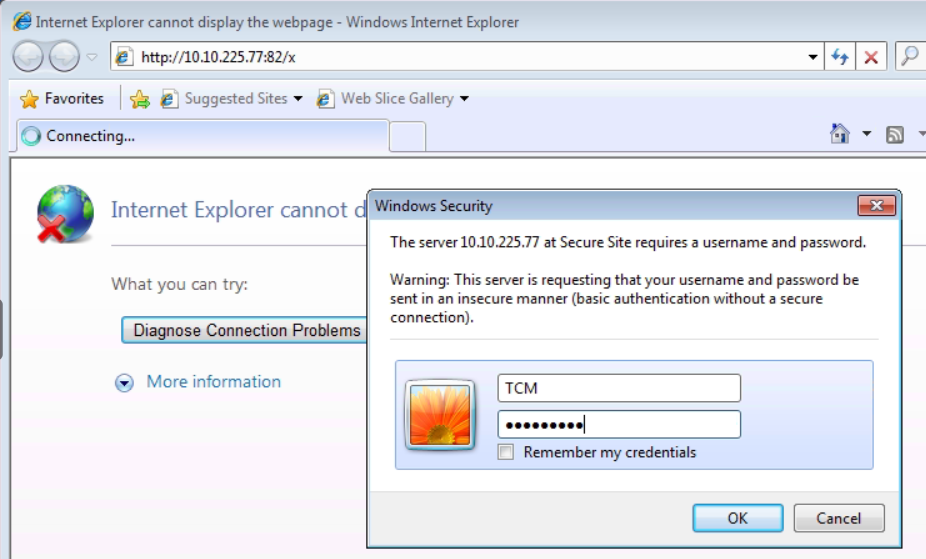 Internet Explorer cannot display the webpage - Windows Internet Explorer
http://10.10.225.77:82/x
Favorites Suggested Sites Web Slice Gallery
Connecting...
Internet Explorer cannot d
What you can try:
Diagnose Connection Problems
More information
Windows Security
The server 10.10.225.77 at Secure Site requires a username and password.
Warning: This server is requesting that your username and password be
sent in an insecure manner (basic authentication without a secure
connection).
TCM
•••••••••
Remember my credentials
OK Cancel